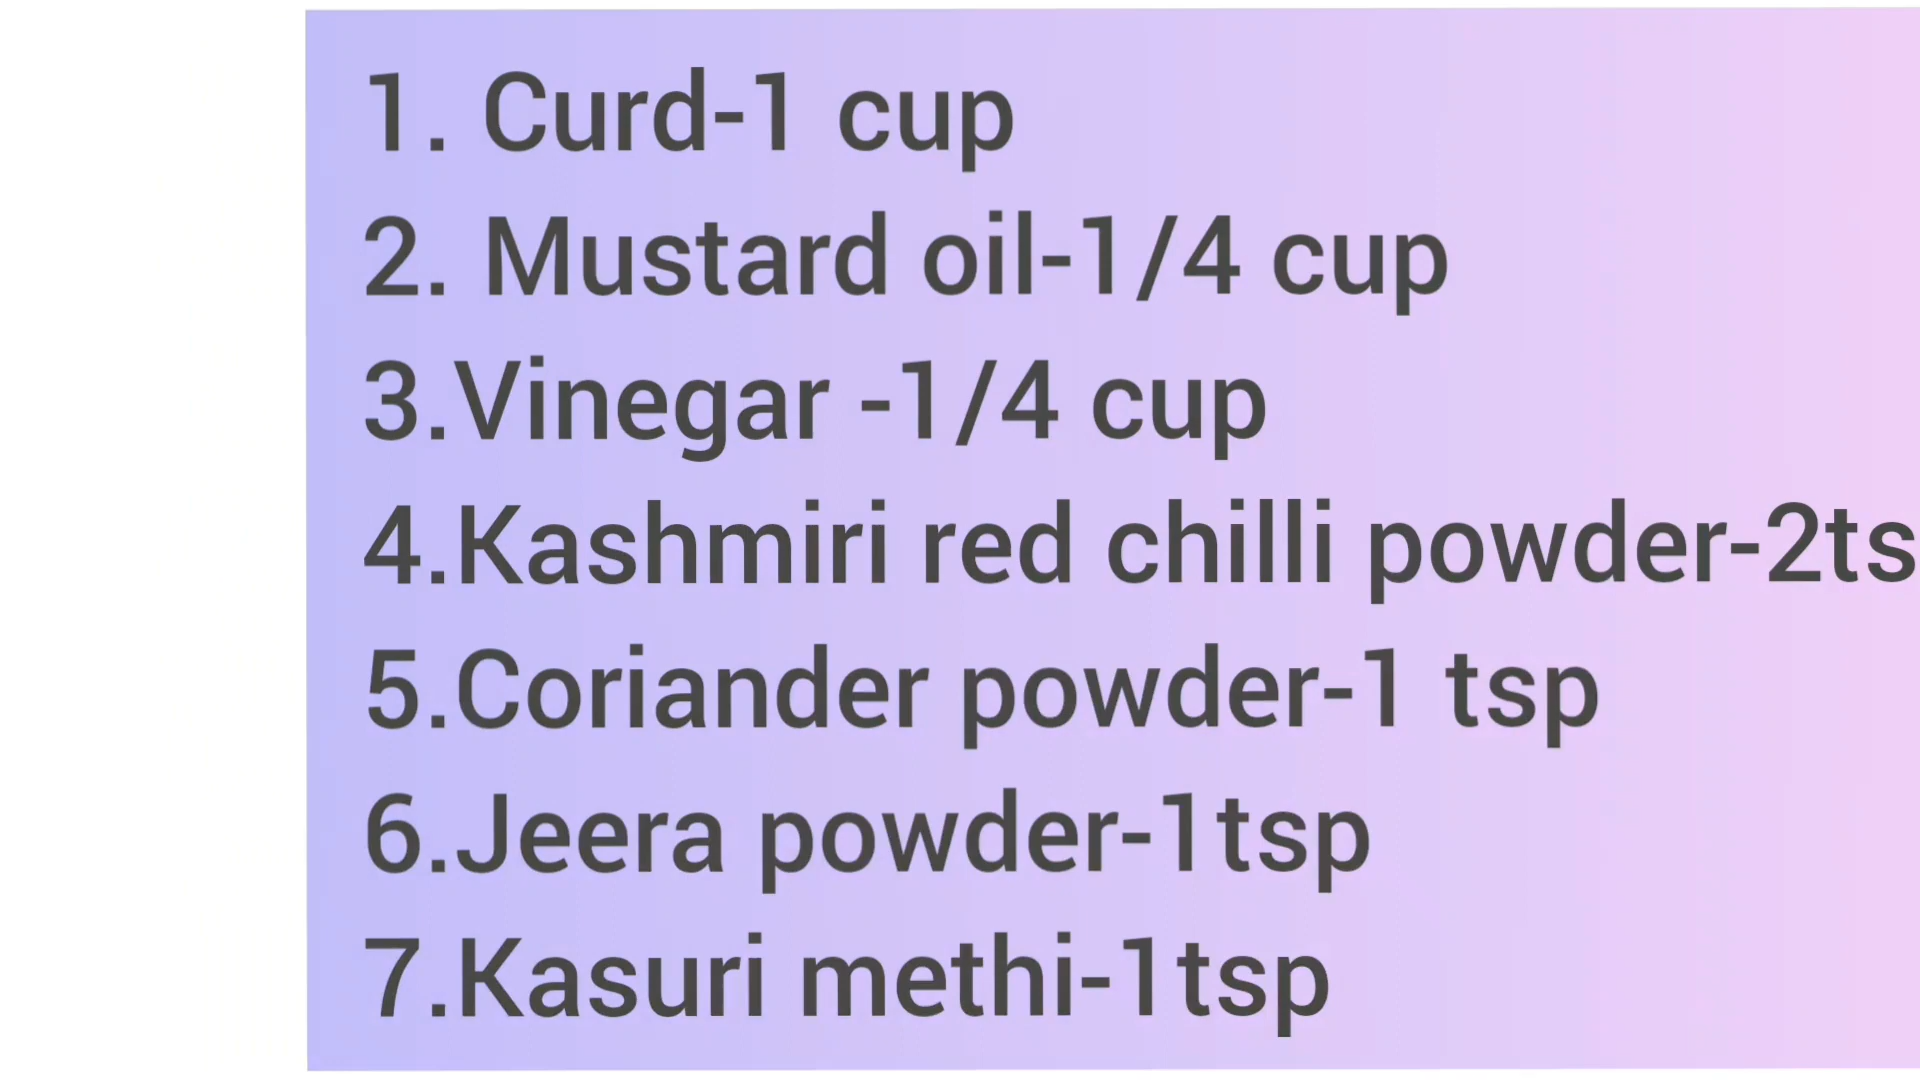 1. Curd-1 cup
2. Mustard oil-1/4 cup
3.Vinegar -1/4 cup
4.Kashmiri red chilli powder-2ts
5.Coriander powder-1 tsp
6.Jeera powder-1tsp
7.Kasuri methi-1tsp